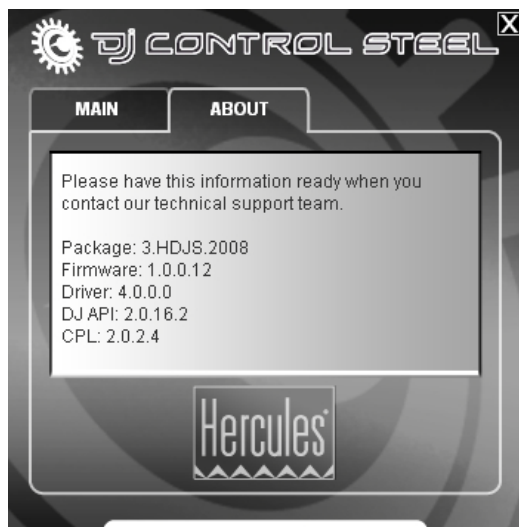 DJ CONTROL STEEL
X
MAIN
ABOUT
Please have this information ready when you
contact our technical support team.
Package: 3.HDJS.2008
Firmware: 1.0.0.12
Driver: 4.0.0.0
DJ API: 2.0.16.2
CPL: 2.0.2.4
Hercules